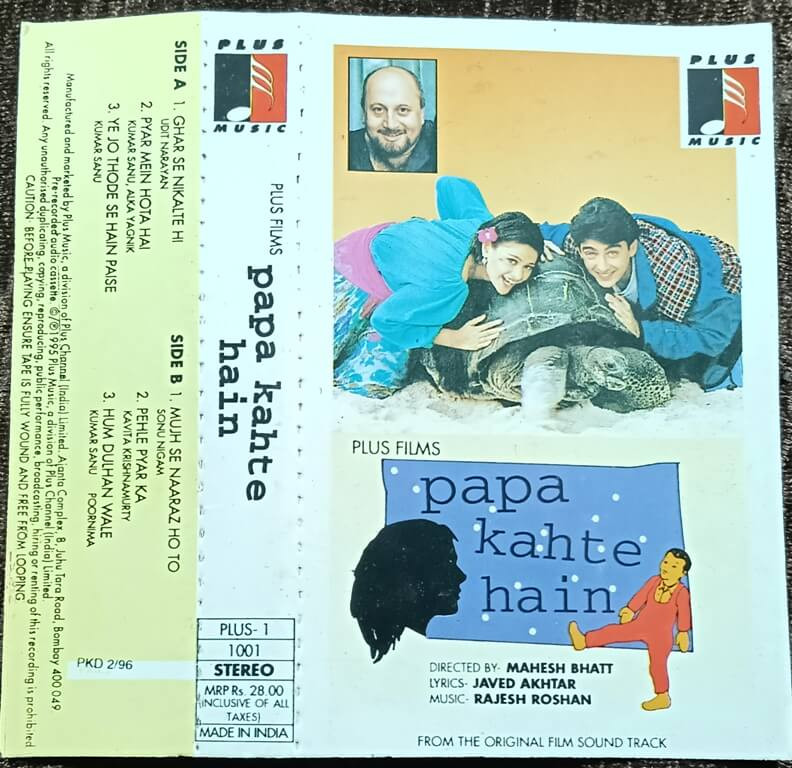 Manufactured and marketed by Plus Music, a division of Plus Channel (India) Limited, Ajanta Complex, B, Juhu Tara Road, Bombay 400 049
Pre-recorded audio cassette ©/℗ 1995 Plus Music, a division of Plus Channel (India) Limited.
All rights reserved. Any unauthorised duplicating, copying, reproducing, public performance, broadcasting, hiring or renting of this recording is prohibited
CAUTION: BEFORE PLAYING ENSURE TAPE IS FULLY WOUND AND FREE FROM LOOPING
SIDE A
1. GHAR SE NIKALTE HI
UDIT NARAYAN
2. PYAR MEIN HOTA HAI
KUMAR SANU, ALKA YAGNIK
3. YE JO THODE SE HAIN PAISE
KUMAR SANU
SIDE B
1. MUJH SE NAARAZ HO TO
SONU NIGAM
2. PEHLE PYAR KA
KAVITA KRISHNAMURTY
3. HUM DULHAN WALE
KUMAR SANU POORNIMA
PKD 2/96
PLUS
MUSIC
PLUS FILMS
papa kahte
hain
PLUS- 1
1001
STEREO
MRP Rs. 28.00
(INCLUSIVE OF ALL
TAXES)
MADE IN INDIA
PLUS
MUSIC
PLUS FILMS
papa
kahte
hain
DIRECTED BY- MAHESH BHATT
LYRICS- JAVED AKHTAR
MUSIC- RAJESH ROSHAN
FROM THE ORIGINAL FILM SOUND TRACK